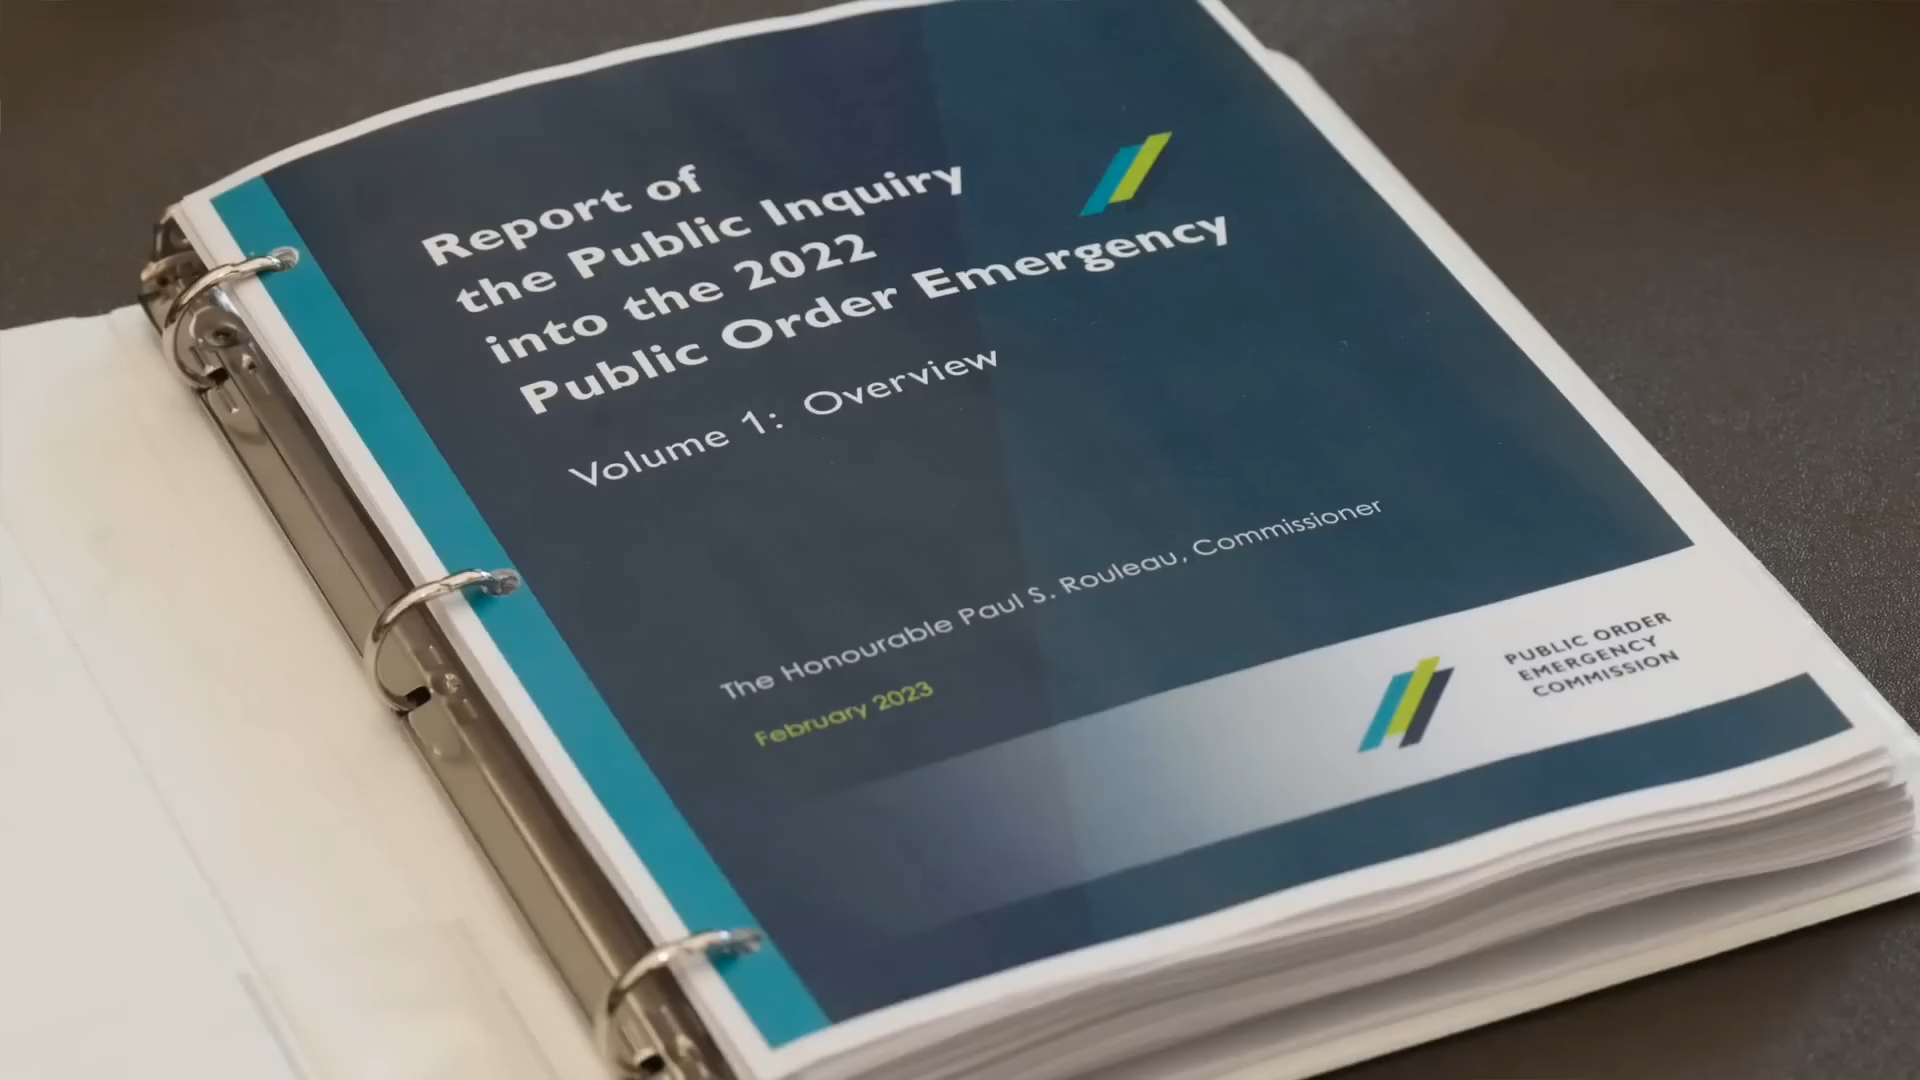 Report of
the Public Inquiry
into the 2022
Public Order Emergency
Volume 1: Overview
The Honourable Paul S. Rouleau, Commissioner
February 2023
PUBLIC ORDER
EMERGENCY
COMMISSION